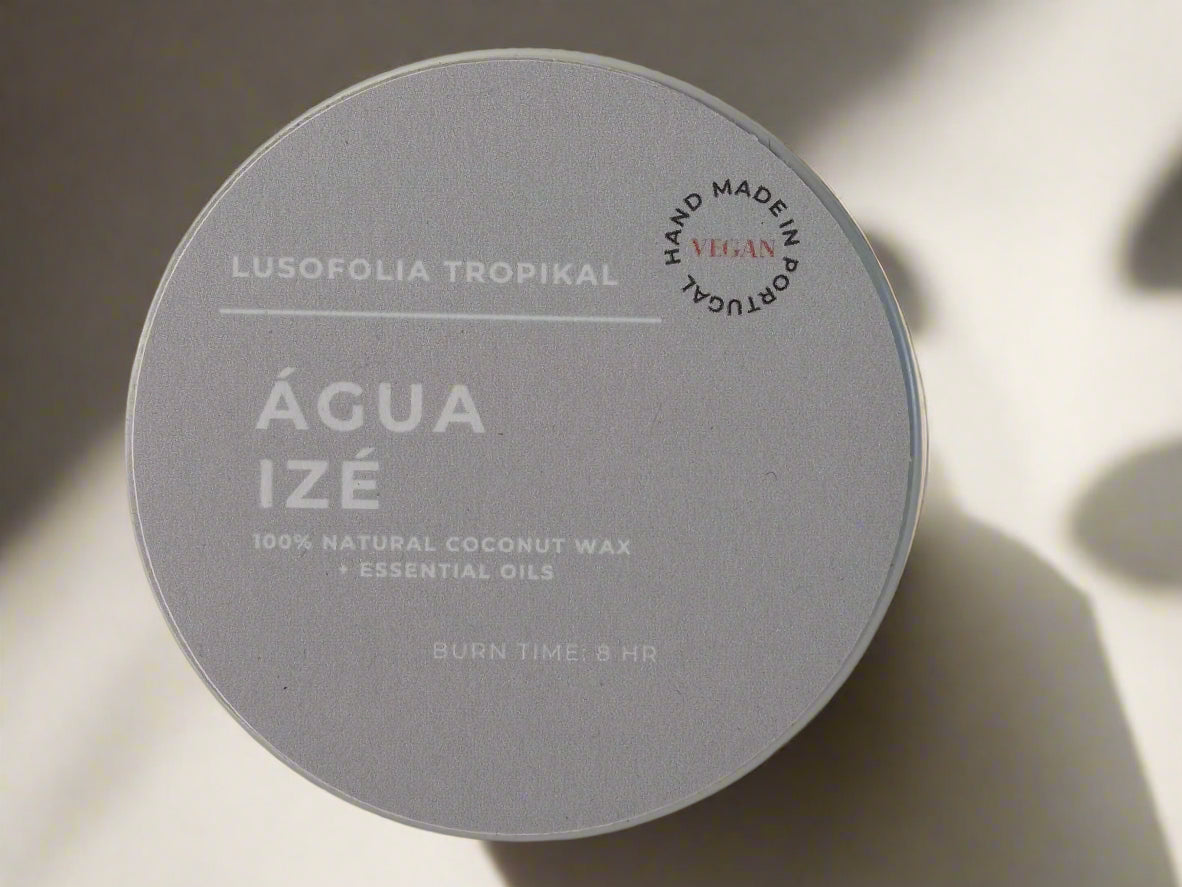 HAND MADE IN PORTUGAL
VEGAN
LUSOFOLIA TROPIKAL
ÁGUA
IZÉ
100% NATURAL COCONUT WAX
+ ESSENTIAL OILS
BURN TIME: 8 HR